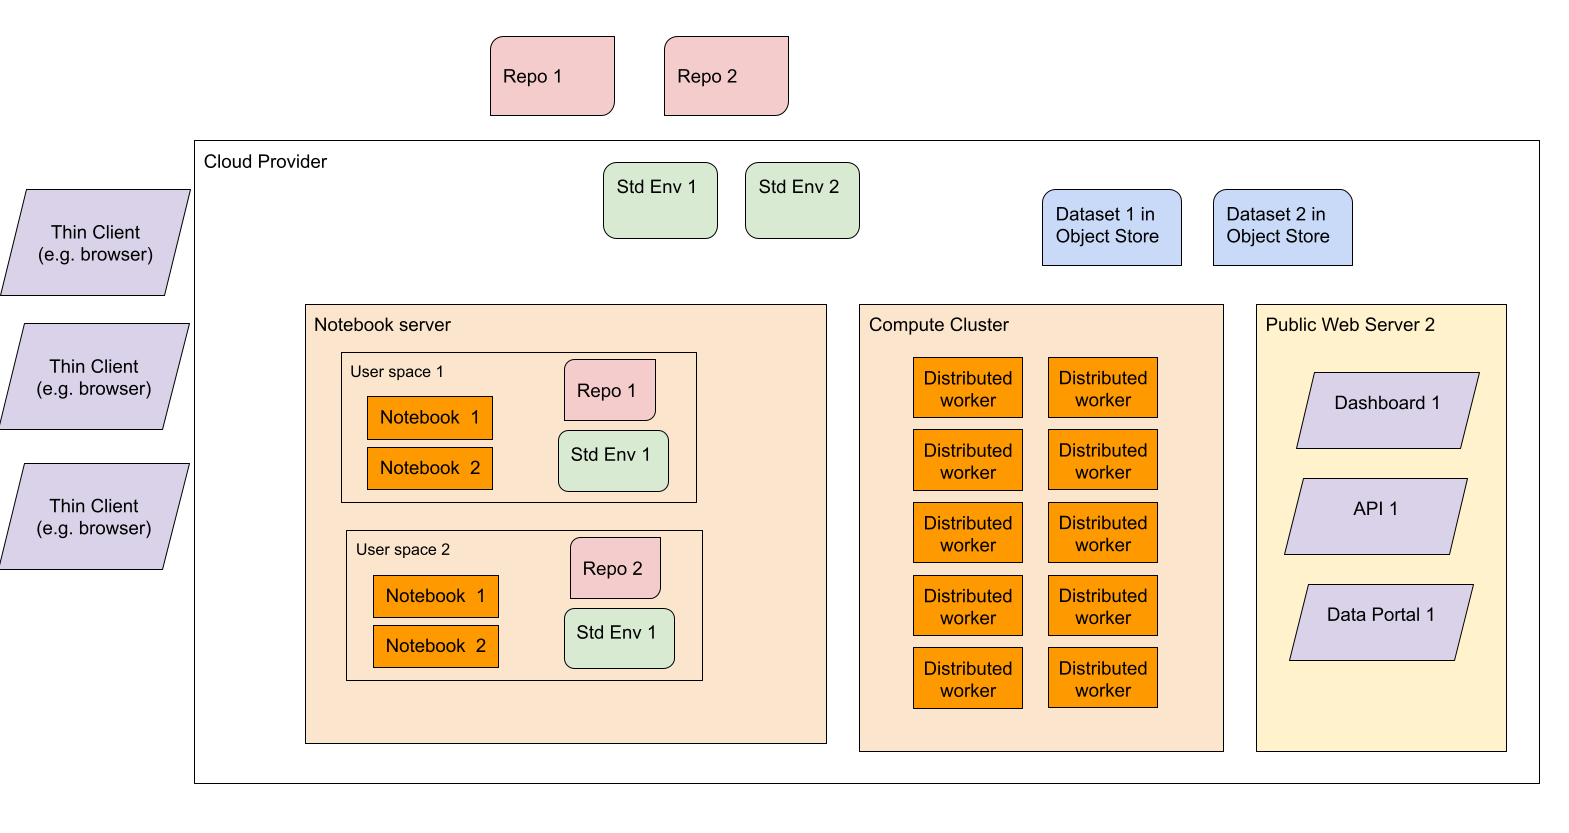 Repo 1
Repo 2
Cloud Provider
Std Env 1
Std Env 2
Dataset 1 in
Object Store
Dataset 2 in
Object Store
Thin Client
(e.g. browser)
Thin Client
(e.g. browser)
Thin Client
(e.g. browser)
Notebook server
User space 1
Notebook  1
Notebook  2
Repo 1
Std Env 1
User space 2
Notebook  1
Notebook  2
Repo 2
Std Env 1
Compute Cluster
Distributed
worker
Distributed
worker
Distributed
worker
Distributed
worker
Distributed
worker
Distributed
worker
Distributed
worker
Distributed
worker
Distributed
worker
Distributed
worker
Public Web Server 2
Dashboard 1
API 1
Data Portal 1